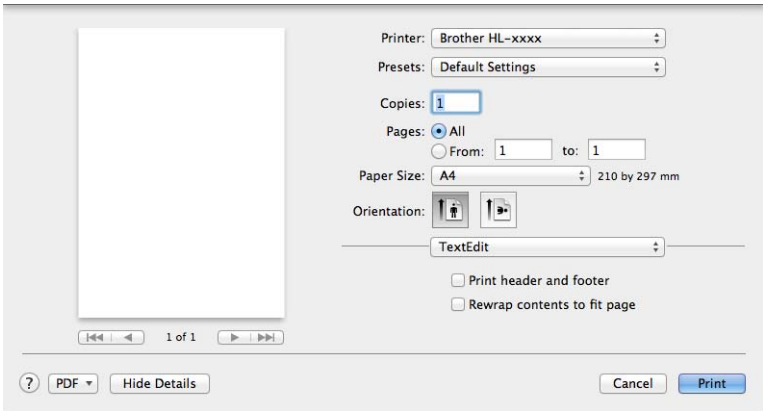 Printer: Brother HL-xxxx
Presets: Default Settings
Copies: 1
Pages: All
From: 1 to: 1
Paper Size: A4 210 by 297 mm
Orientation:
TextEdit
Print header and footer
Rewrap contents to fit page
1 of 1
? PDF Hide Details Cancel Print